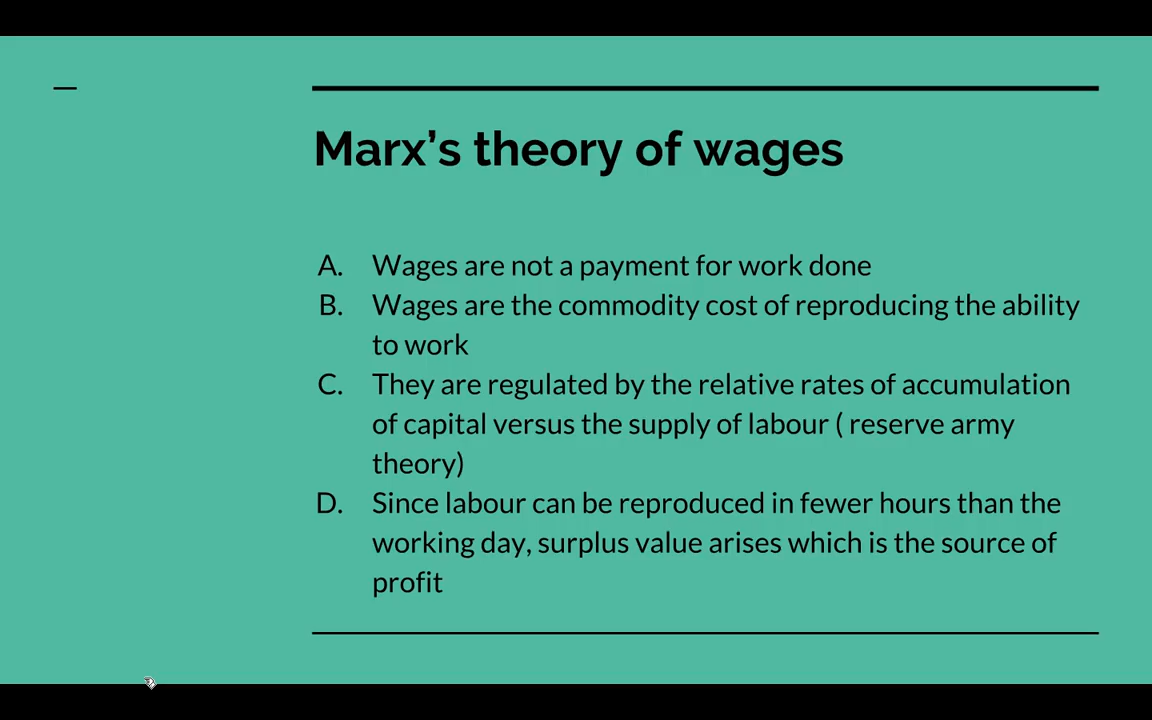 Marx’s theory of wages
A. Wages are not a payment for work done
B. Wages are the commodity cost of reproducing the ability
to work
C. They are regulated by the relative rates of accumulation
of capital versus the supply of labour ( reserve army
theory)
D. Since labour can be reproduced in fewer hours than the
working day, surplus value arises which is the source of
profit